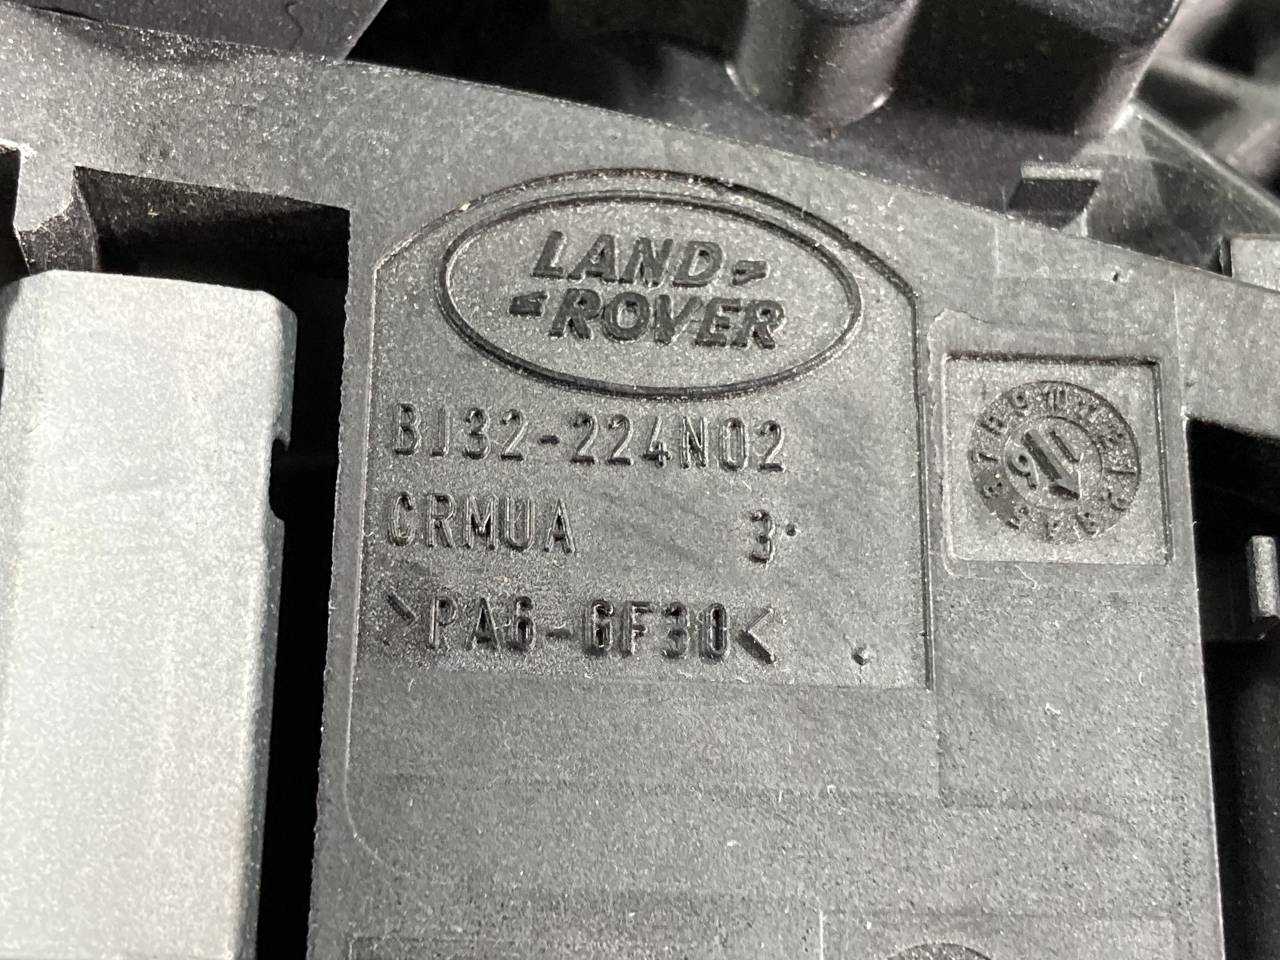 LAND
ROVER
BJ32-224N02
CRMUA 3
>PA6-GF30<